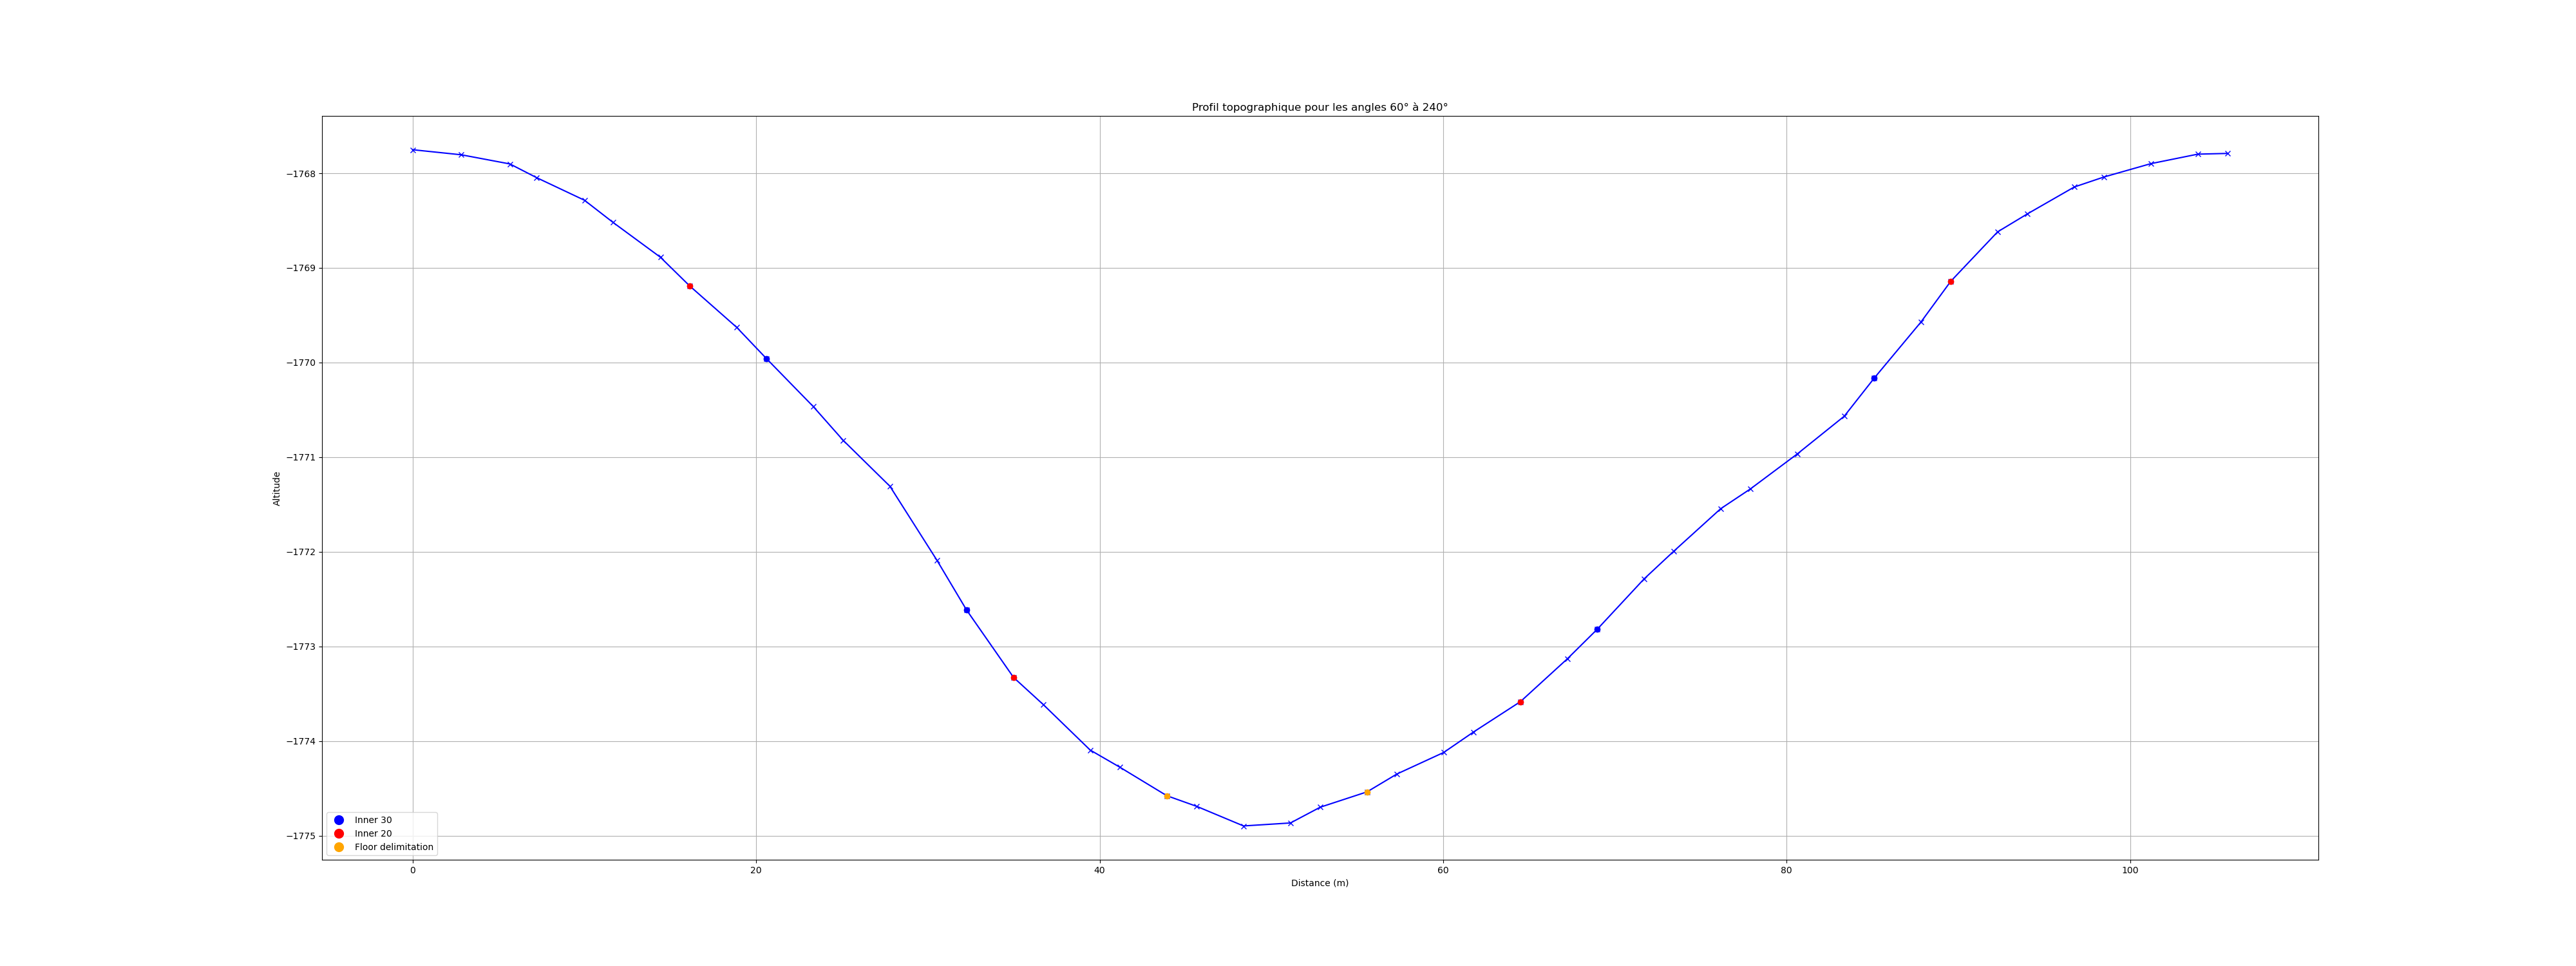 Profil topographique pour les angles 60° à 240°
−1768
−1769
−1770
−1771
−1772
−1773
−1774
−1775
Altitude
Inner 30
Inner 20
Floor delimitation
0 20 40 60 80 100
Distance (m)